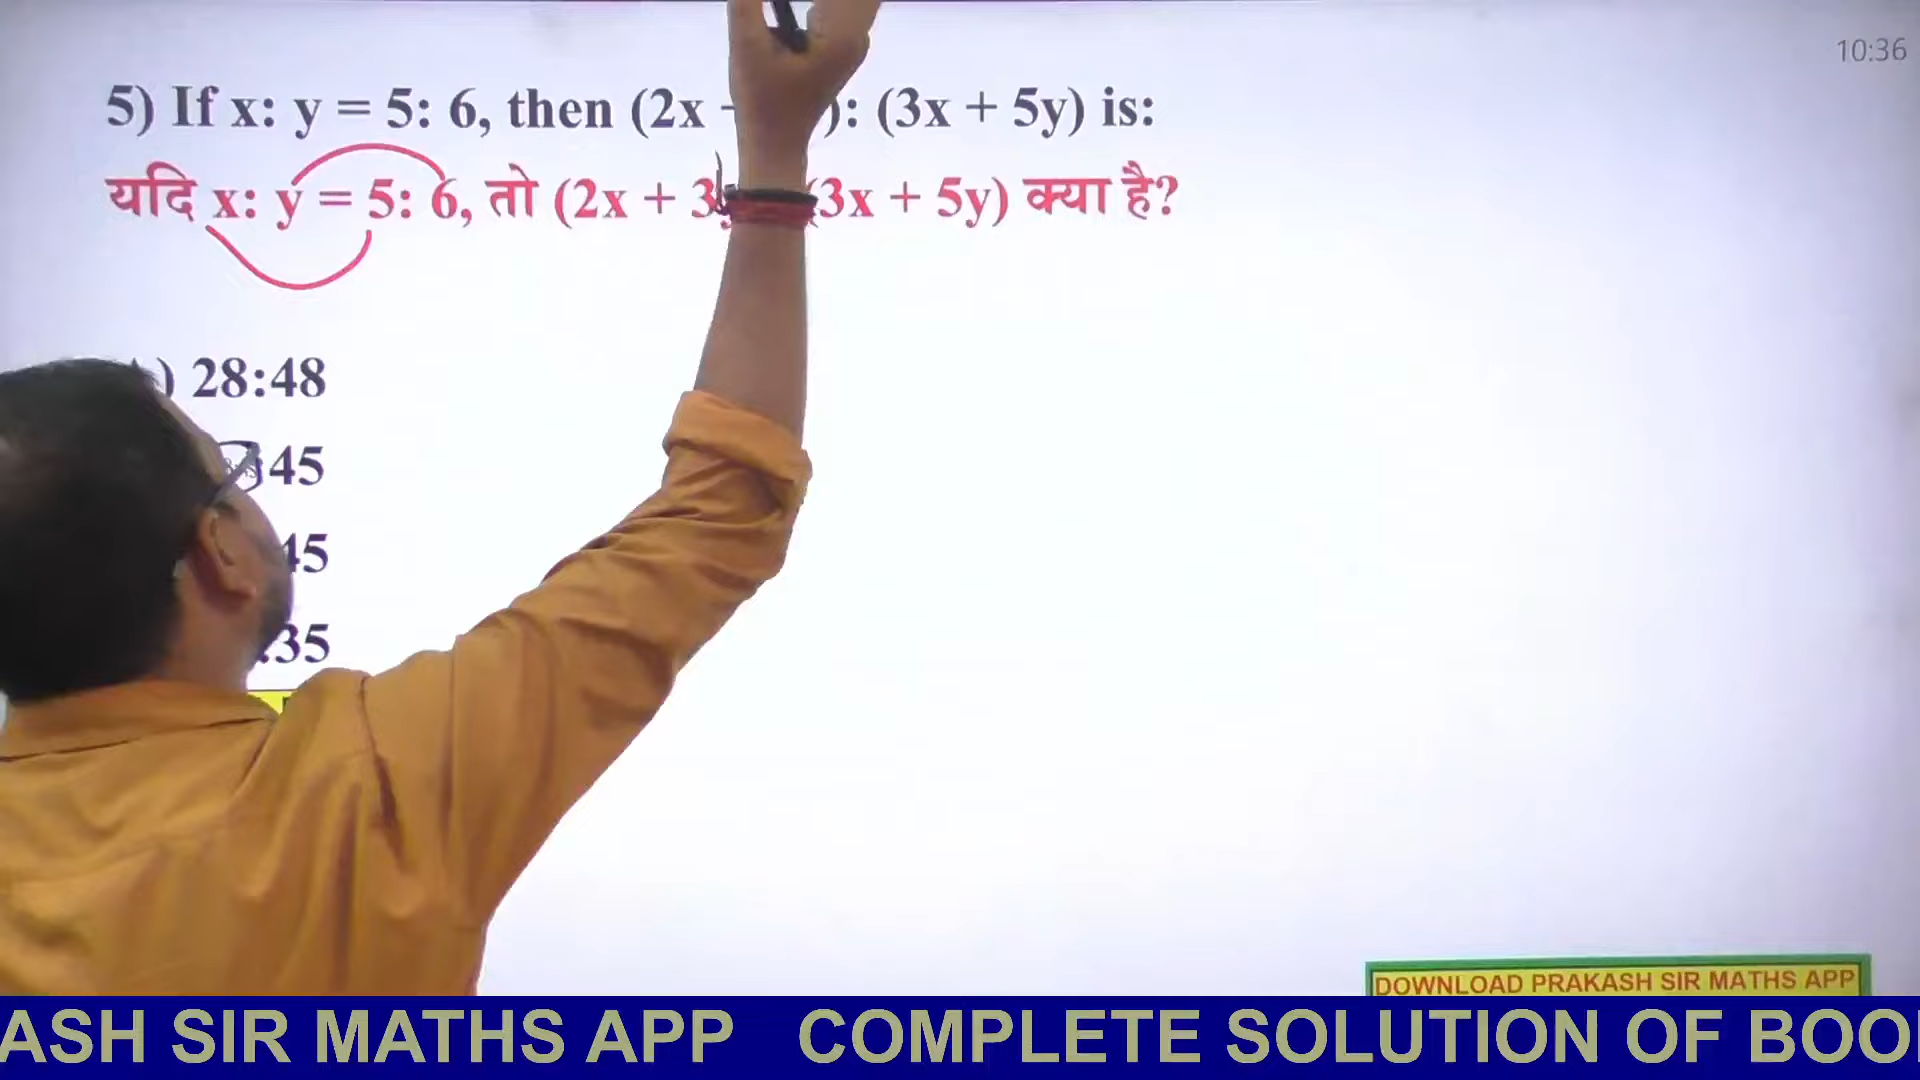 10:36
5) If x: y = 5: 6, then (2x ): (3x + 5y) is:
यदि x: y = 5: 6, तो (2x + 3y (3x + 5y) क्या है?
) 28:48
:45
45
:35
DOWNLOAD PRAKASH SIR MATHS APP
ASH SIR MATHS APP COMPLETE SOLUTION OF BOO